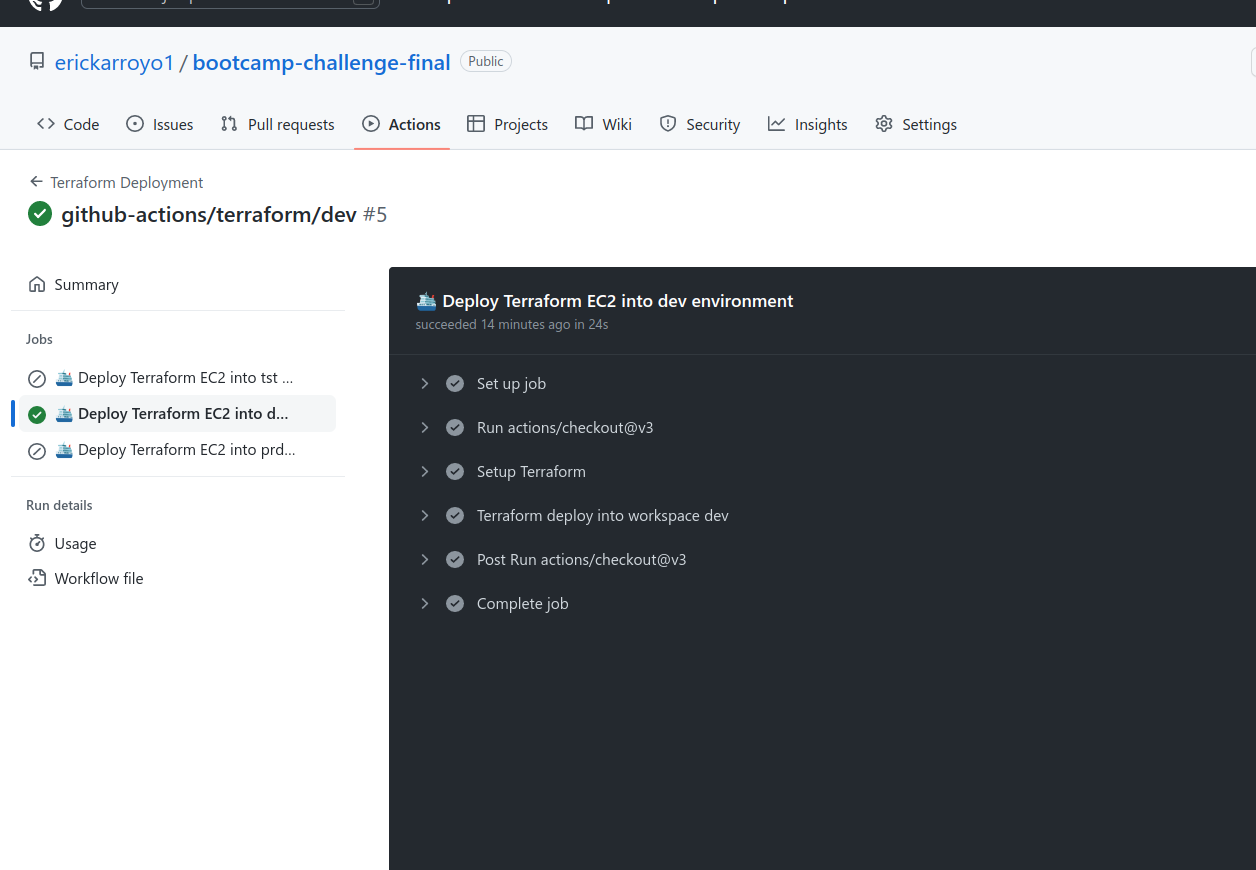 erickarroyo1 / bootcamp-challenge-final Public
Code Issues Pull requests Actions Projects Wiki Security Insights Settings
Terraform Deployment
github-actions/terraform/dev #5
Summary
Jobs
Deploy Terraform EC2 into tst ...
Deploy Terraform EC2 into d...
Deploy Terraform EC2 into prd...
Run details
Usage
Workflow file
Deploy Terraform EC2 into dev environment
succeeded 14 minutes ago in 24s
Set up job
Run actions/checkout@v3
Setup Terraform
Terraform deploy into workspace dev
Post Run actions/checkout@v3
Complete job